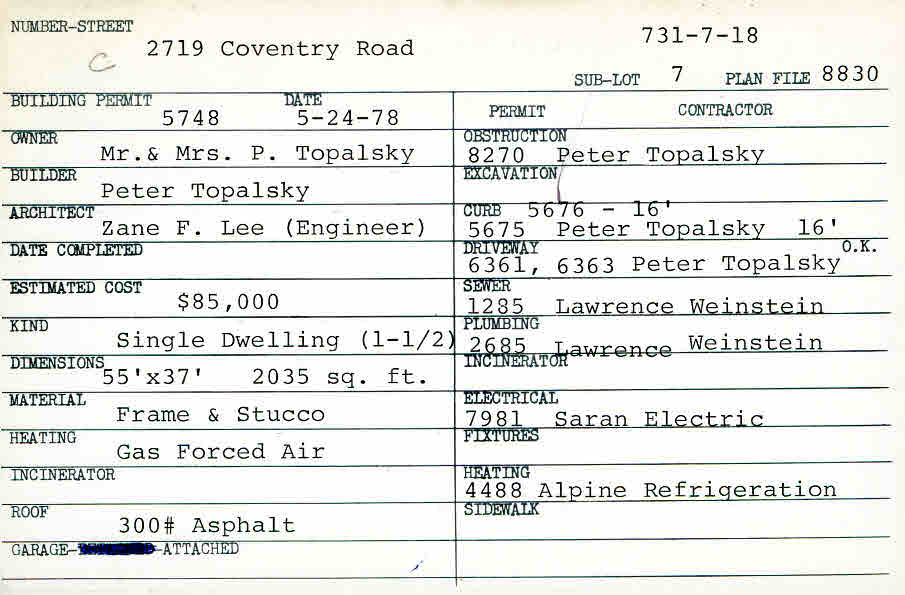 NUMBER-STREET
2719 Coventry Road
731-7-18
C
SUB-LOT 7 PLAN FILE 8830
BUILDING PERMIT DATE
5748 5-24-78
PERMIT CONTRACTOR
OWNER
Mr.& Mrs. P. Topalsky
BUILDER
Peter Topalsky
ARCHITECT
Zane F. Lee (Engineer)
DATE COMPLETED
ESTIMATED COST
$85,000
KIND
Single Dwelling (1-1/2)
DIMENSIONS
55'x37' 2035 sq. ft.
MATERIAL
Frame & Stucco
HEATING
Gas Forced Air
INCINERATOR
ROOF
300# Asphalt
GARAGE- -ATTACHED
OBSTRUCTION
8270 Peter Topalsky
EXCAVATION
CURB 5676 - 16'
5675 Peter Topalsky 16'
DRIVEWAY O.K.
6361, 6363 Peter Topalsky
SEWER
1285 Lawrence Weinstein
PLUMBING
2685 Lawrence Weinstein
INCINERATOR
ELECTRICAL
7981 Saran Electric
FIXTURES
HEATING
4488 Alpine Refrigeration
SIDEWALK